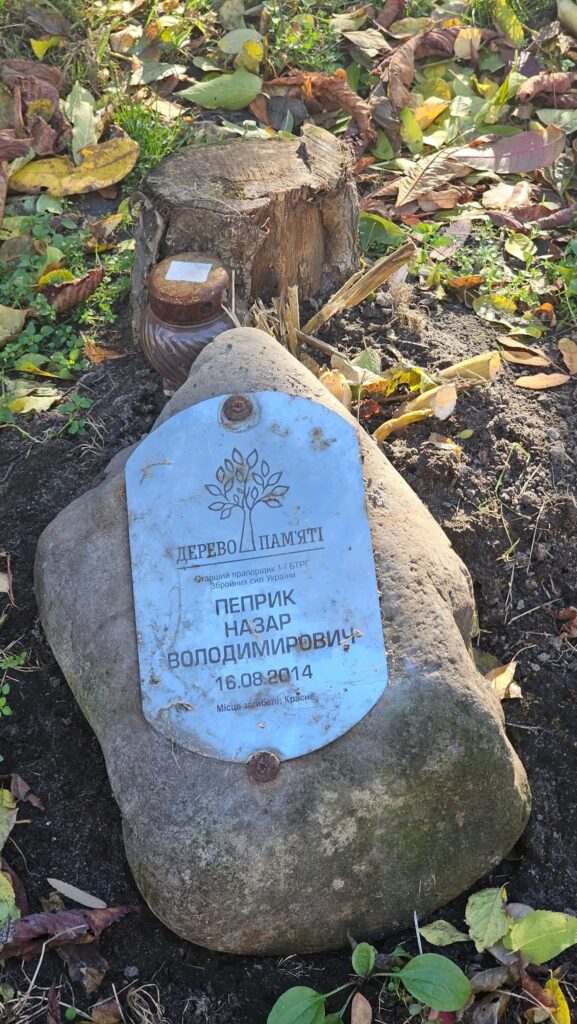 ДЕРЕВО ПАМ'ЯТІ
Старший прапорщик 1-ї БТРГ
Збройних сил України
ПЕПРИК
НАЗАР
ВОЛОДИМИРОВИЧ
16.08.2014
Місце загибелі: Красне